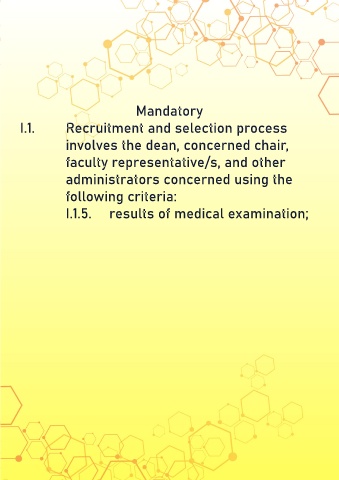 Mandatory
I.1. Recruitment and selection process
involves the dean, concerned chair,
faculty representative/s, and other
administrators concerned using the
following criteria:
I.1.5. results of medical examination;